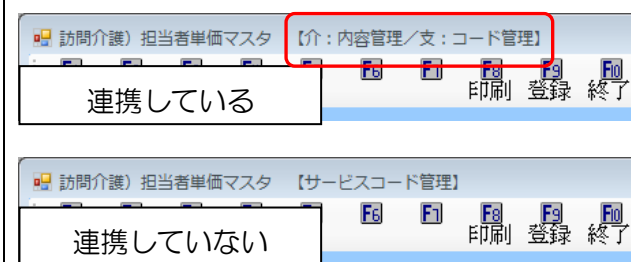 訪問介護）担当者単価マスタ 【介：内容管理／支：コード管理】
F6 F7 F8 F9 F10
印刷 登録 終了
連携している
訪問介護）担当者単価マスタ 【サービスコード管理】
F6 F7 F8 F9 F10
印刷 登録 終了
連携していない